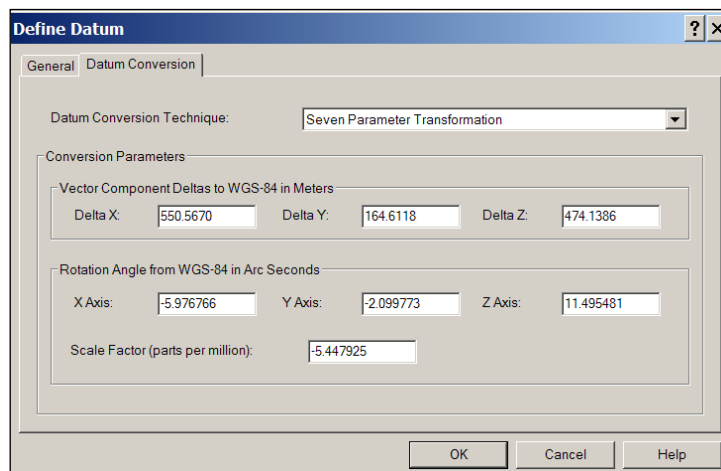 Define Datum
General Datum Conversion
Datum Conversion Technique: Seven Parameter Transformation
Conversion Parameters
Vector Component Deltas to WGS-84 in Meters
Delta X: 550.5670 Delta Y: 164.6118 Delta Z: 474.1386
Rotation Angle from WGS-84 in Arc Seconds
X Axis: -5.976766 Y Axis: -2.099773 Z Axis: 11.495481
Scale Factor (parts per million): -5.447925
OK Cancel Help